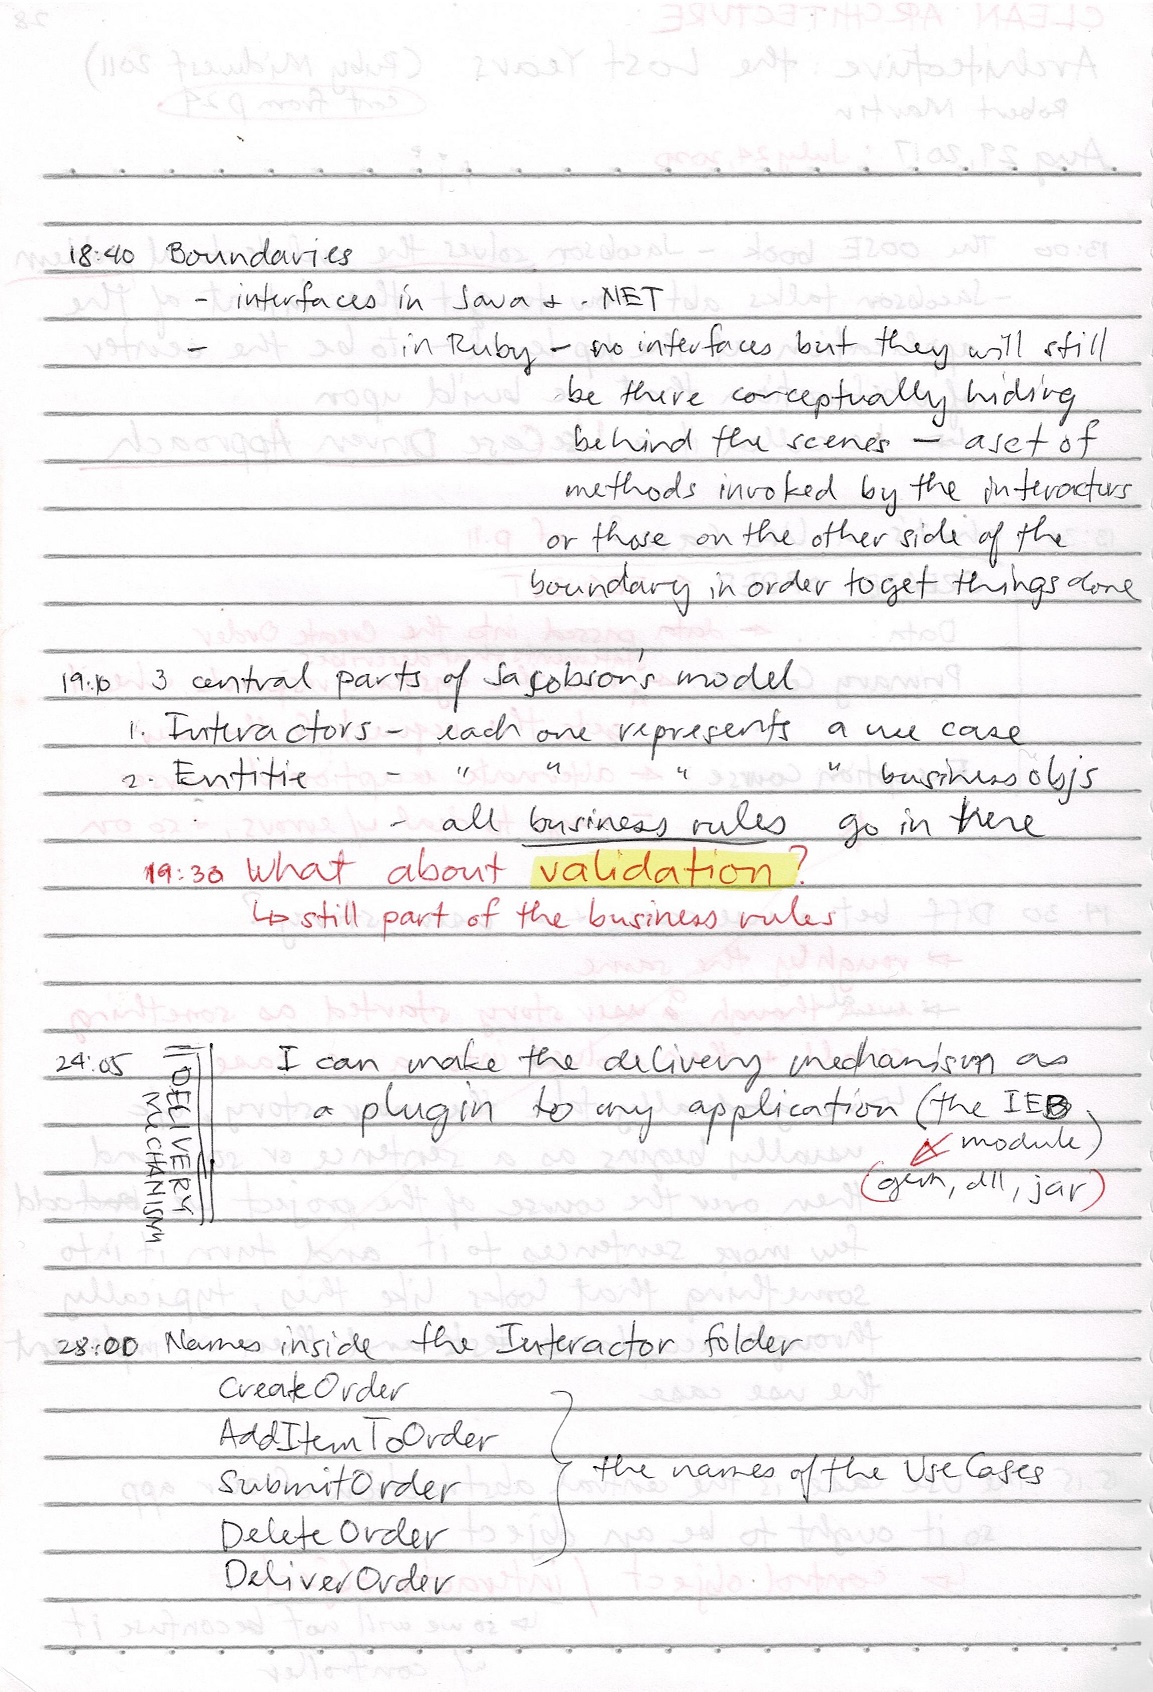 18:40 Boundaries
- interfaces in Java & .NET
- in Ruby - no interfaces but they will still
be there conceptually hiding
behind the scenes - a set of
methods invoked by the interactors
or those on the other side of the
boundary in order to get things done
19:10 3 central parts of Jacobson's model
1. Interactors - each one represents a use case
2. Entitie - " " " " business objs
- all business rules go in here
19:30 What about validation?
↳ still part of the business rules
24:05 I can make the delivery mechanism as
a plugin to my application (the IEB
module)
(gem, dll, jar)
DELIVERY
MECHANISM
28:00 Names inside the Interactor folder
CreateOrder
AddItemToOrder
SubmitOrder
DeleteOrder
DeliverOrder
the names of the UseCases